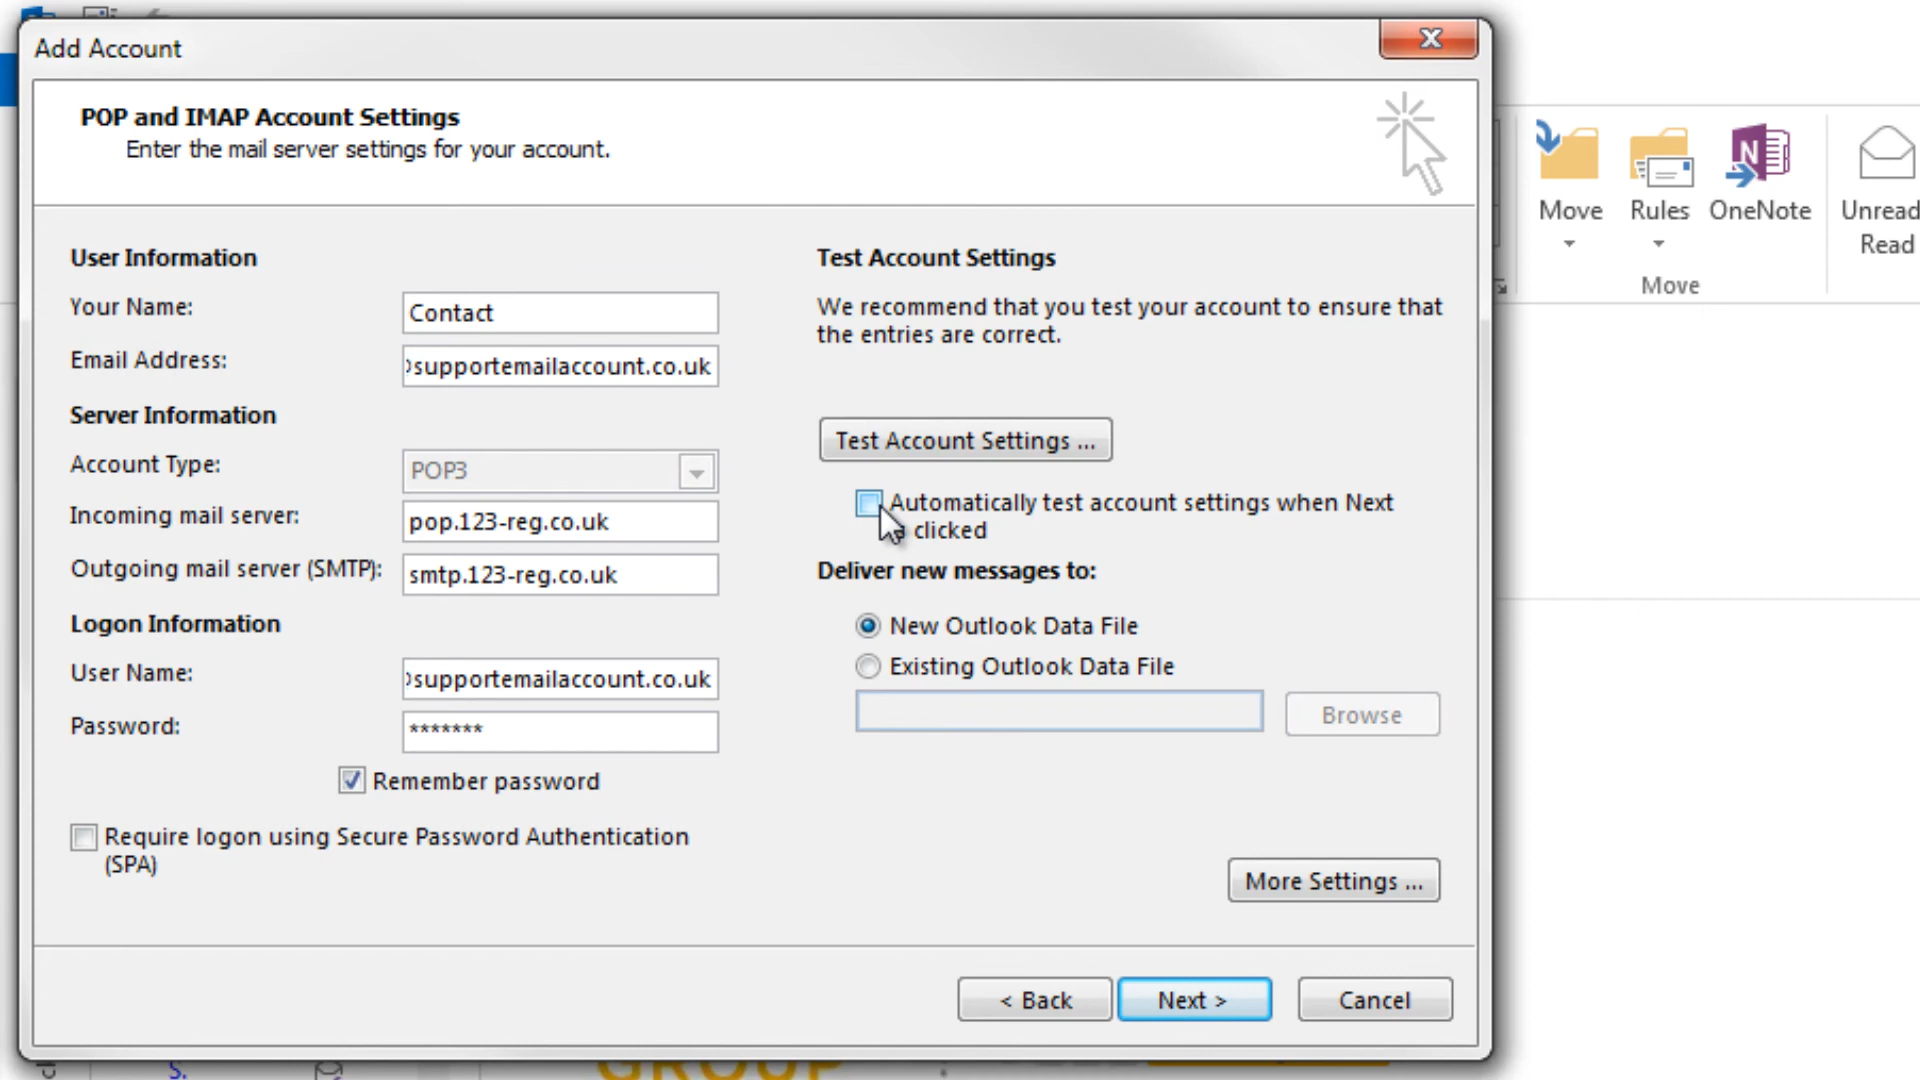 Add Account
POP and IMAP Account Settings
Enter the mail server settings for your account.
User Information
Your Name:
Contact
Email Address:
supportemailaccount.co.uk
Server Information
Account Type:
POP3
Incoming mail server:
pop.123-reg.co.uk
Outgoing mail server (SMTP):
smtp.123-reg.co.uk
Logon Information
User Name:
supportemailaccount.co.uk
Password:
*******
Remember password
Require logon using Secure Password Authentication
(SPA)
Test Account Settings
We recommend that you test your account to ensure that
the entries are correct.
Test Account Settings ...
Automatically test account settings when Next
clicked
Deliver new messages to:
New Outlook Data File
Existing Outlook Data File
Browse
More Settings ...
< Back
Next >
Cancel
Move
Rules
OneNote
Unread
Read
Move
GROUP